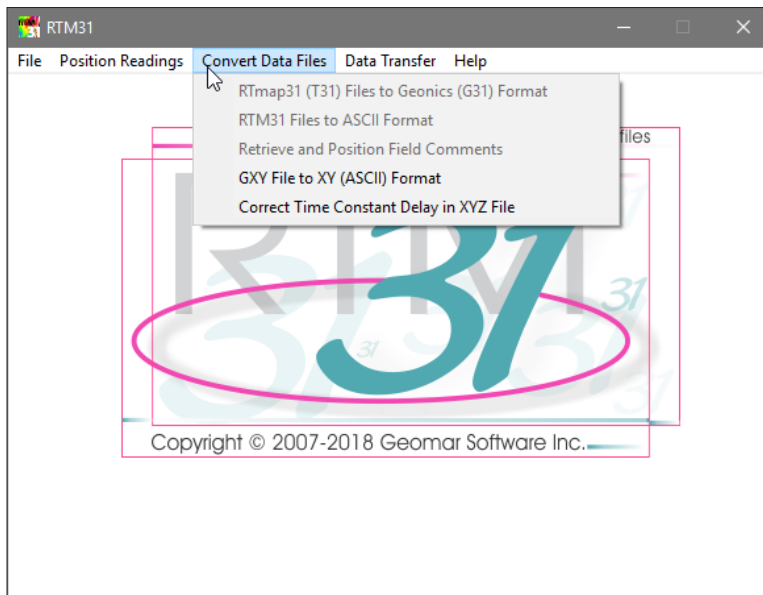 RTM31
File Position Readings Convert Data Files Data Transfer Help
RTmap31 (T31) Files to Geonics (G31) Format
RTM31 Files to ASCII Format
files
Retrieve and Position Field Comments
GXY File to XY (ASCII) Format
Correct Time Constant Delay in XYZ File
RTM
31
31
31
31
31
31
Copyright © 2007-2018 Geomar Software Inc.